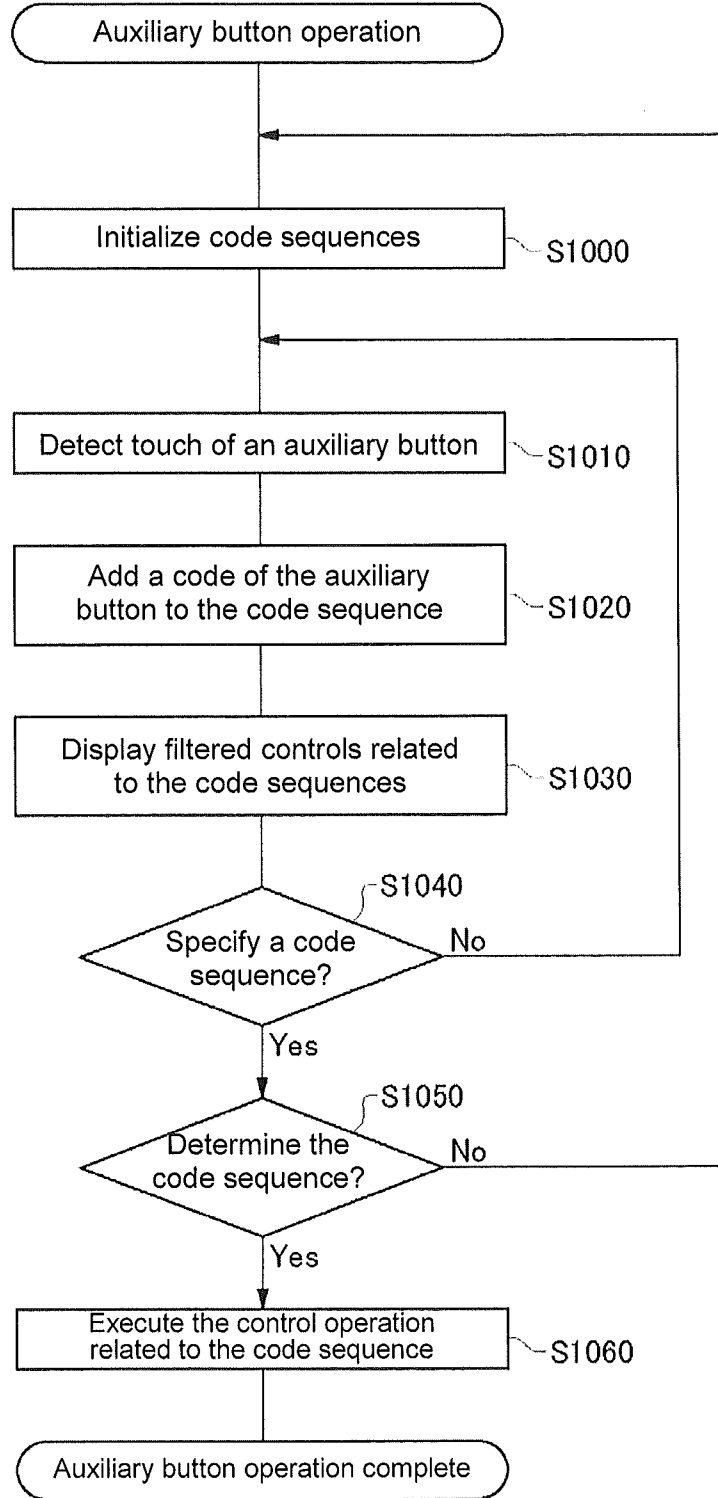 Auxiliary button operation
Initialize code sequences
S1000
Detect touch of an auxiliary button
S1010
Add a code of the auxiliary
button to the code sequence
S1020
Display filtered controls related
to the code sequences
S1030
S1040
Specify a code
sequence?
No
Yes
S1050
Determine the
code sequence?
No
Yes
Execute the control operation
related to the code sequence
S1060
Auxiliary button operation complete